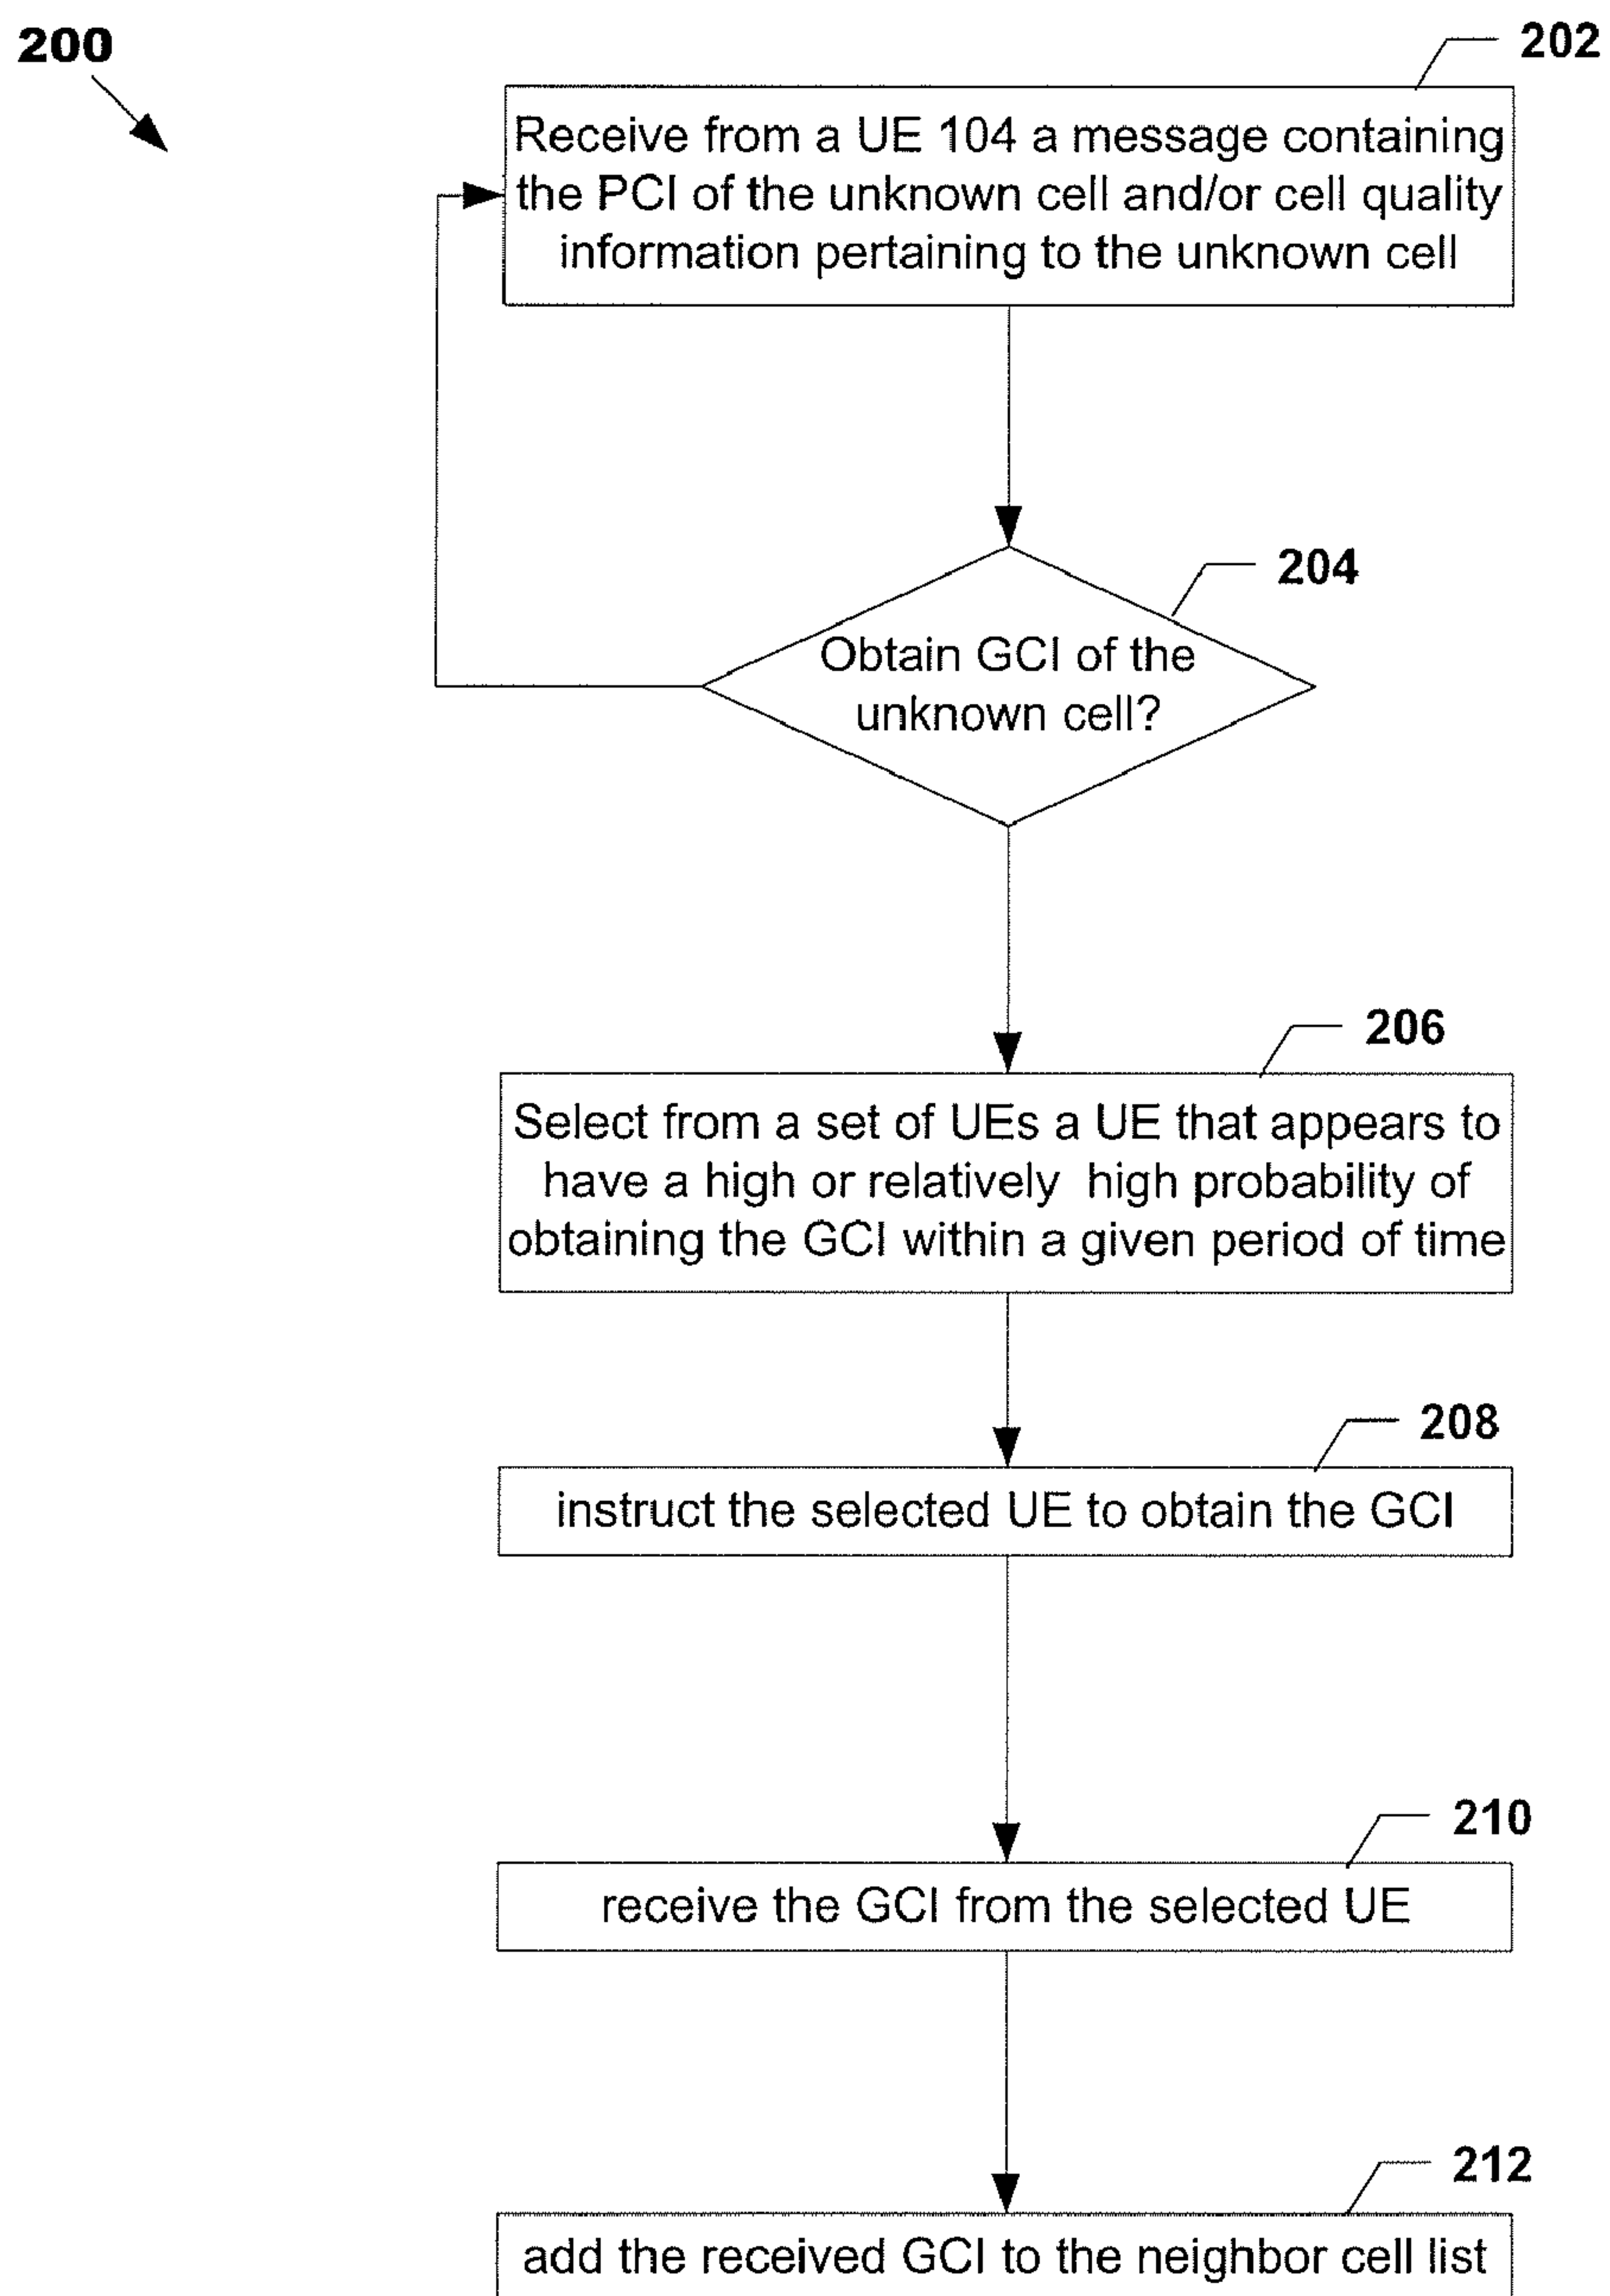 200
202
Receive from a UE 104 a message containing
the PCI of the unknown cell and/or cell quality
information pertaining to the unknown cell
204
Obtain GCI of the
unknown cell?
206
Select from a set of UEs a UE that appears to
have a high or relatively high probability of
obtaining the GCI within a given period of time
208
instruct the selected UE to obtain the GCI
210
receive the GCI from the selected UE
212
add the received GCI to the neighbor cell list